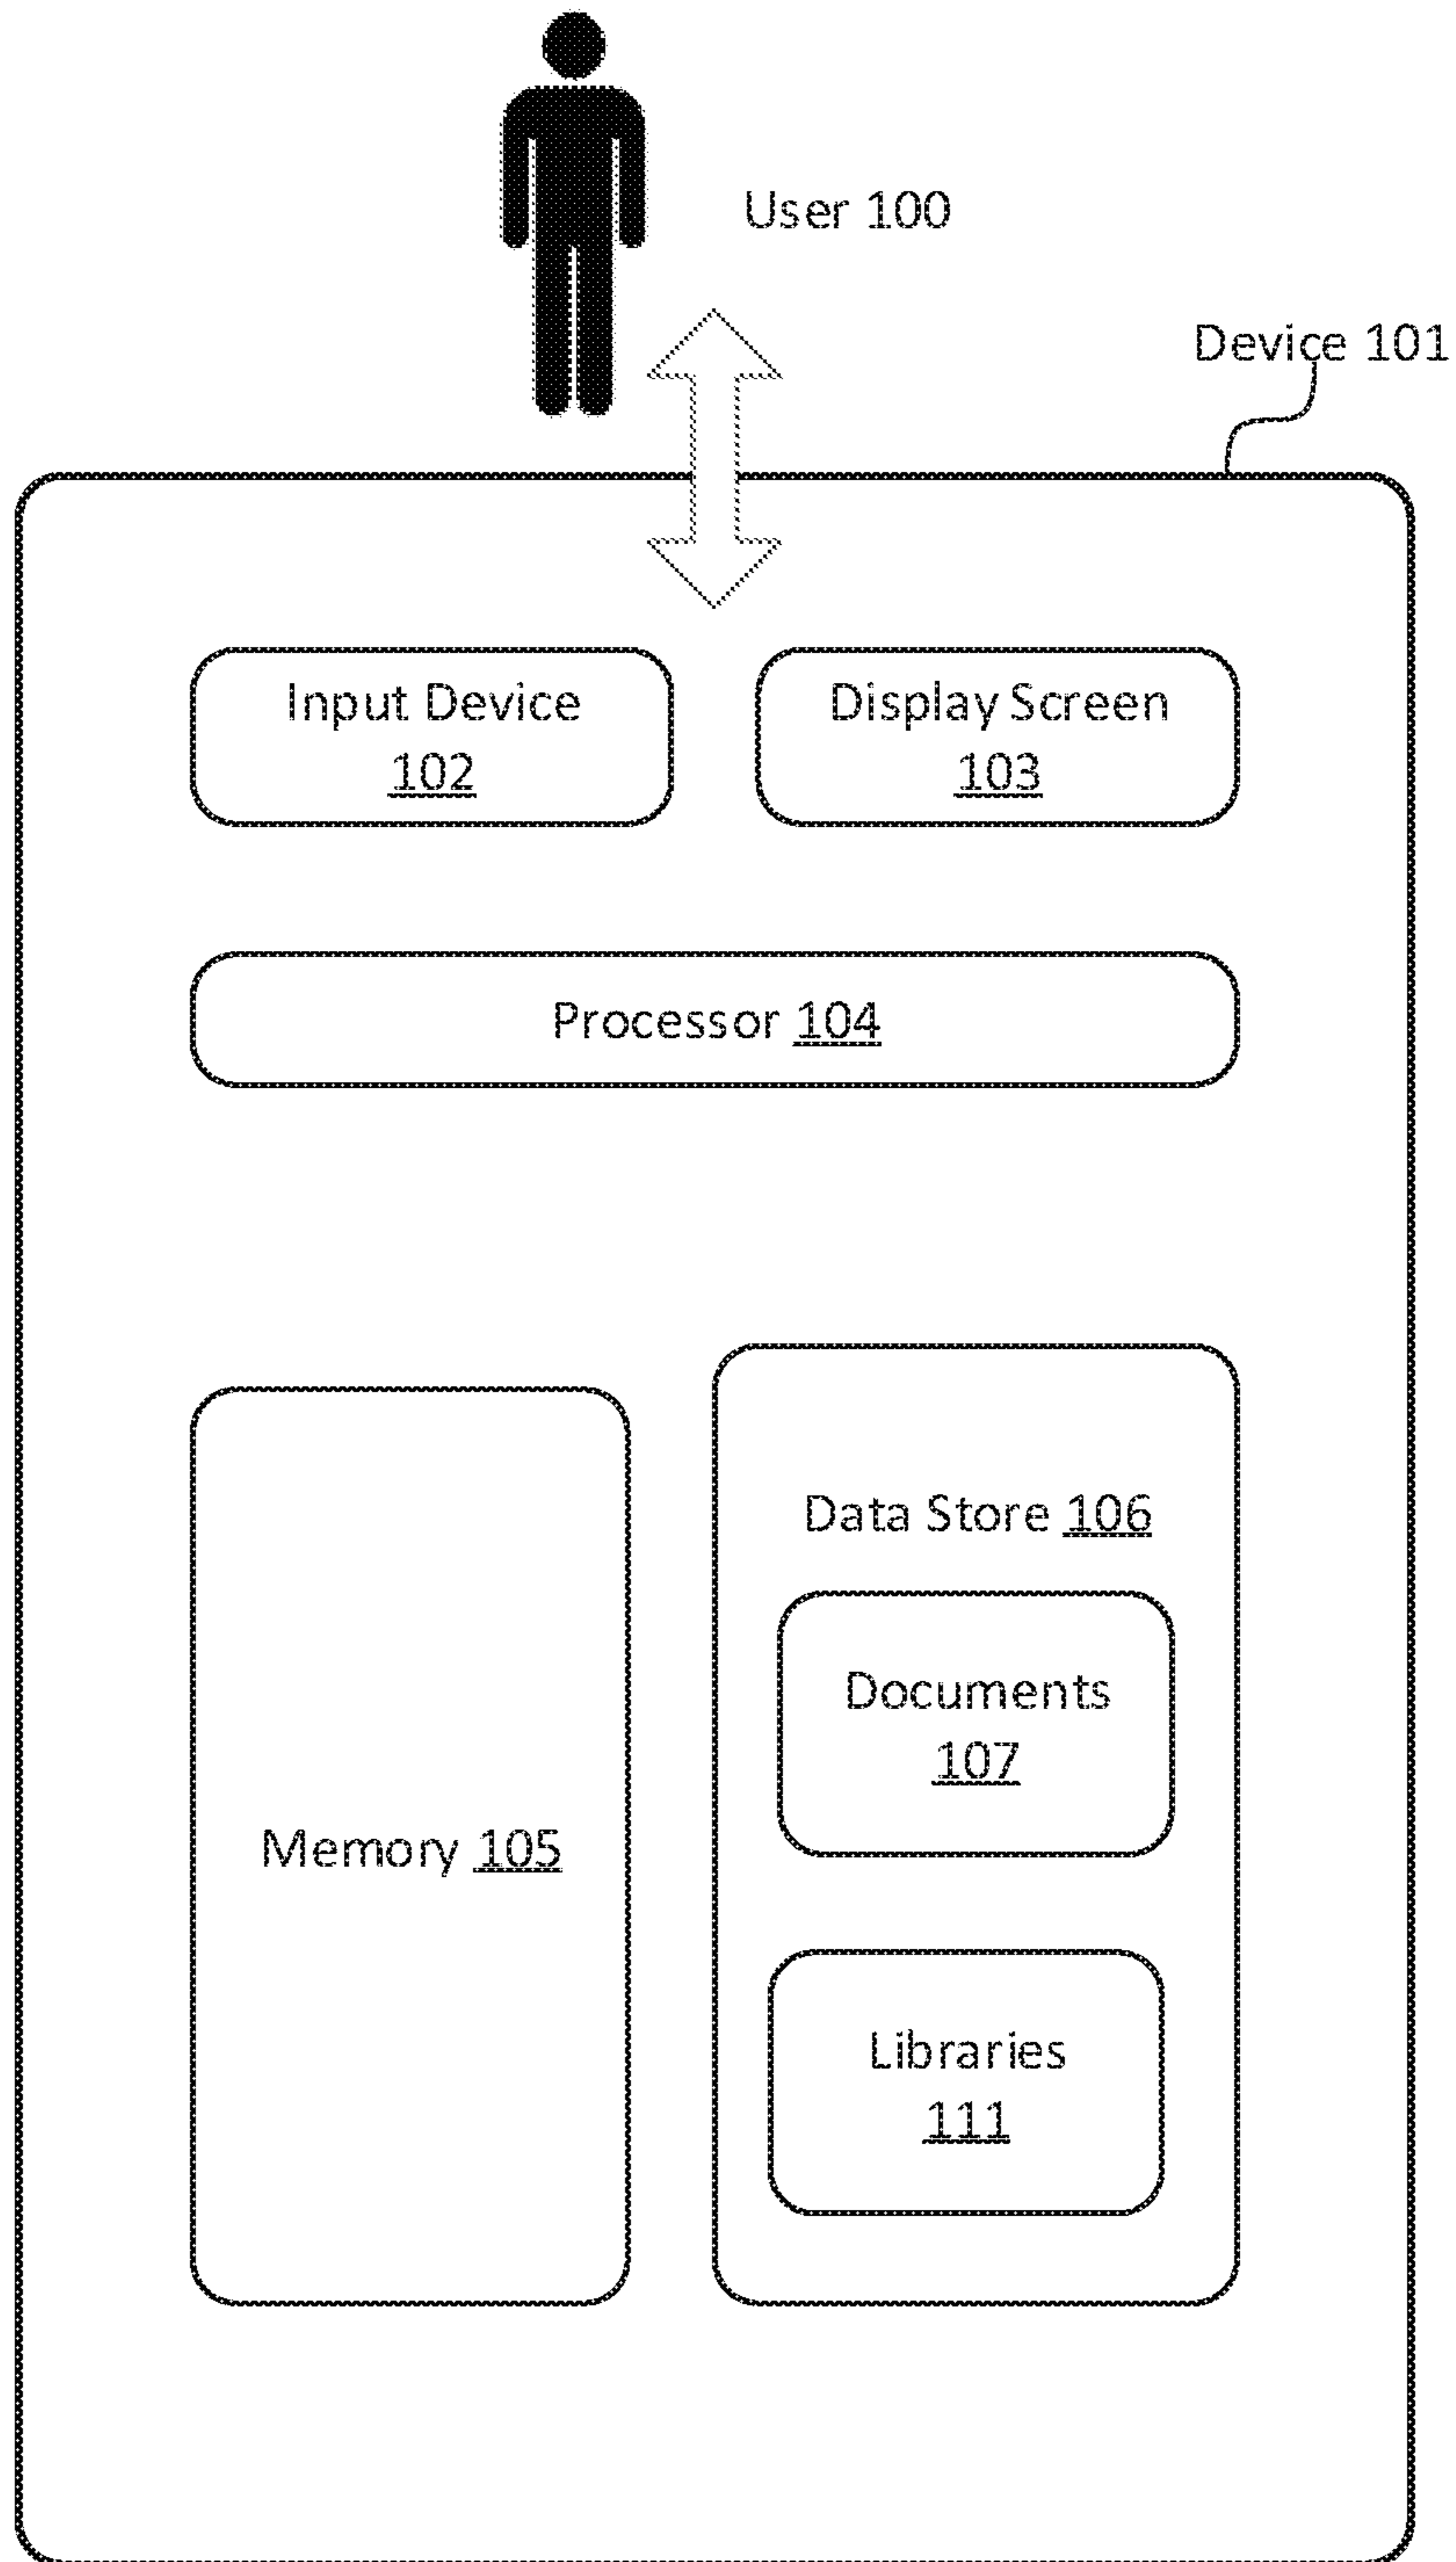 User 100
Device 101
Input Device
102
Display Screen
103
Processor 104
Memory 105
Data Store 106
Documents
107
Libraries
111